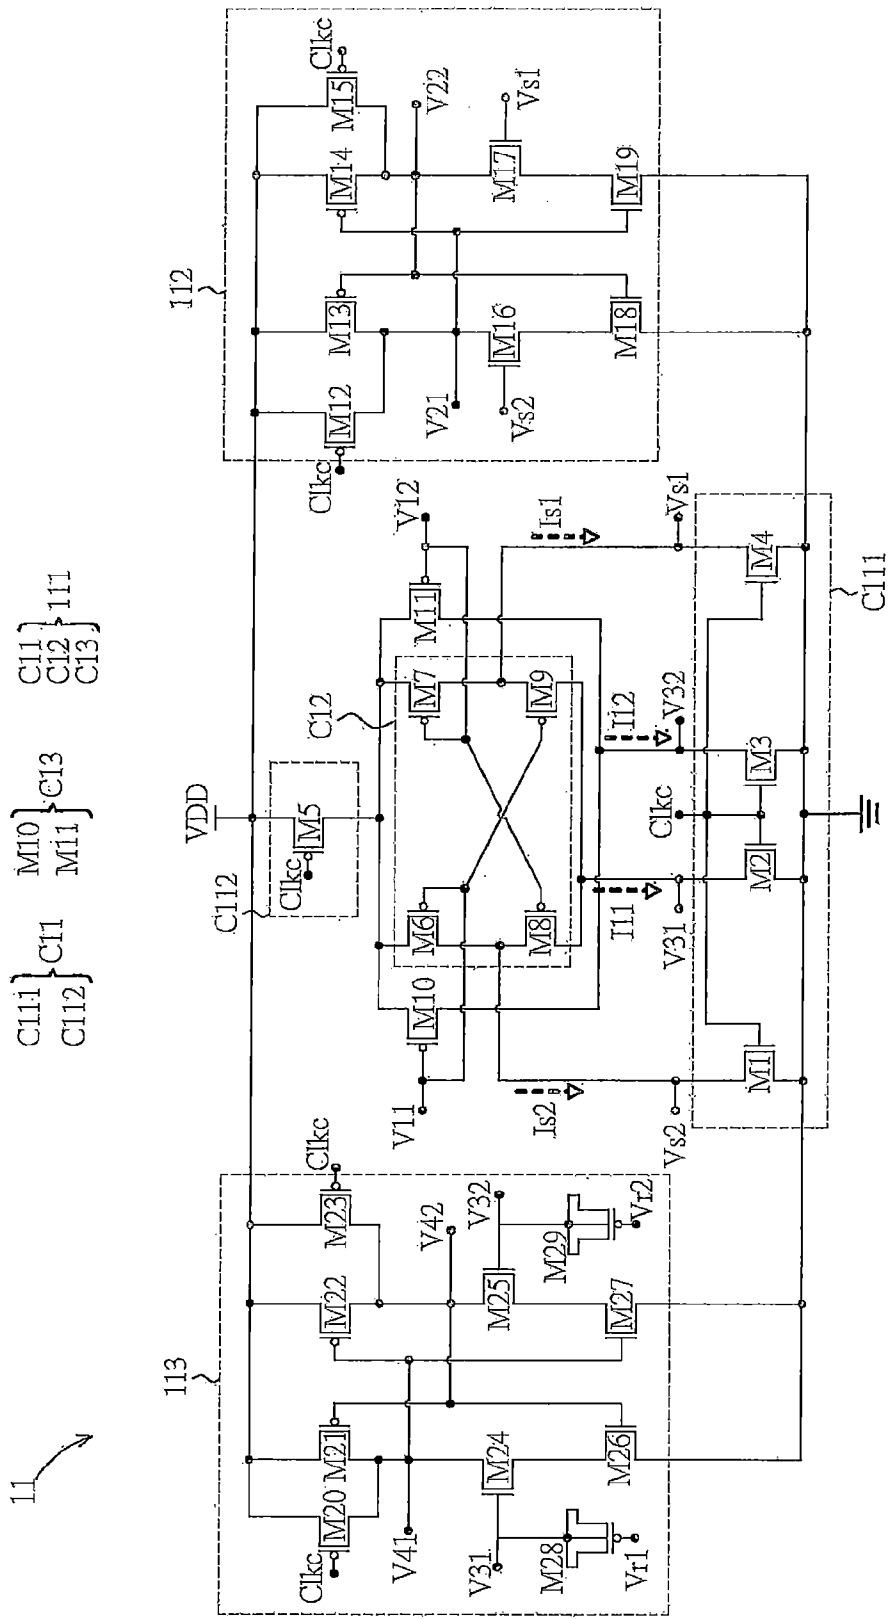 11
C111
C112
C11
M10
M11
C13
C11
C12
C13
111
113
Clkc
M20
M21
M22
M23
Clkc
V41
V42
V31
M24
M25
V32
M28
Vr1
M26
M27
M29
Vr2
VDD
C112
Clkc
M5
C12
V11
M10
M6
M7
M11
V12
M8
M9
Is2
Is1
I11
I12
Vs2
V31
Clkc
V32
Vs1
M1
M2
M3
M4
C111
112
Clkc
M12
M13
M14
M15
Clkc
V21
V22
Vs2
M16
M17
Vs1
M18
M19